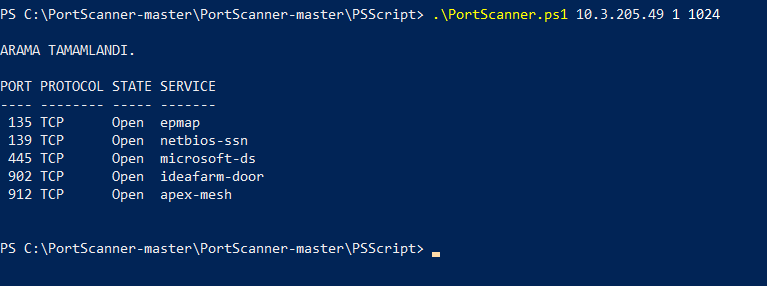 PS C:\PortScanner-master\PortScanner-master\PSScript> .\PortScanner.ps1 10.3.205.49 1 1024
ARAMA TAMAMLANDI.
PORT PROTOCOL STATE SERVICE
---- -------- ----- -------
135 TCP Open epmap
139 TCP Open netbios-ssn
445 TCP Open microsoft-ds
902 TCP Open ideafarm-door
912 TCP Open apex-mesh
PS C:\PortScanner-master\PortScanner-master\PSScript>